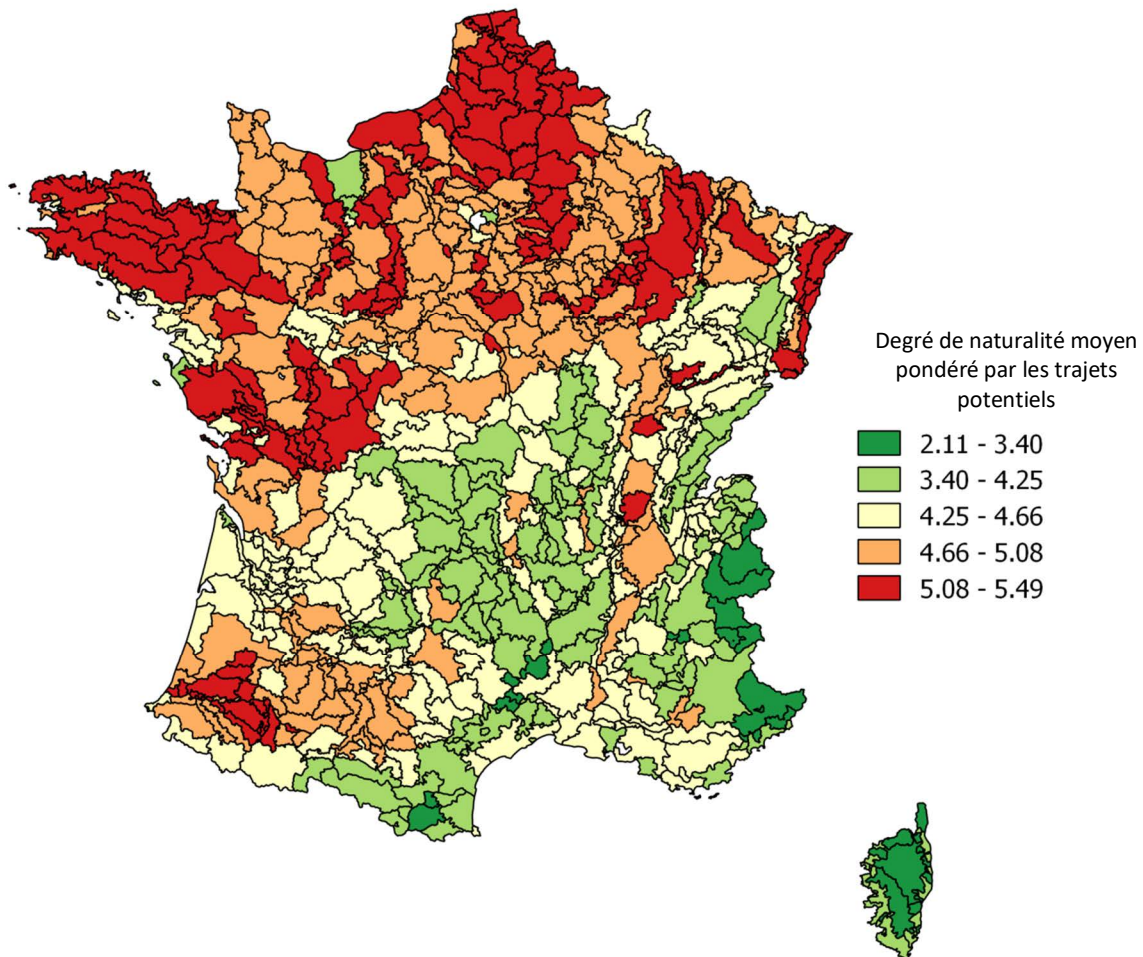 Degré de naturalité moyen
pondéré par les trajets
potentiels
2.11 - 3.40
3.40 - 4.25
4.25 - 4.66
4.66 - 5.08
5.08 - 5.49